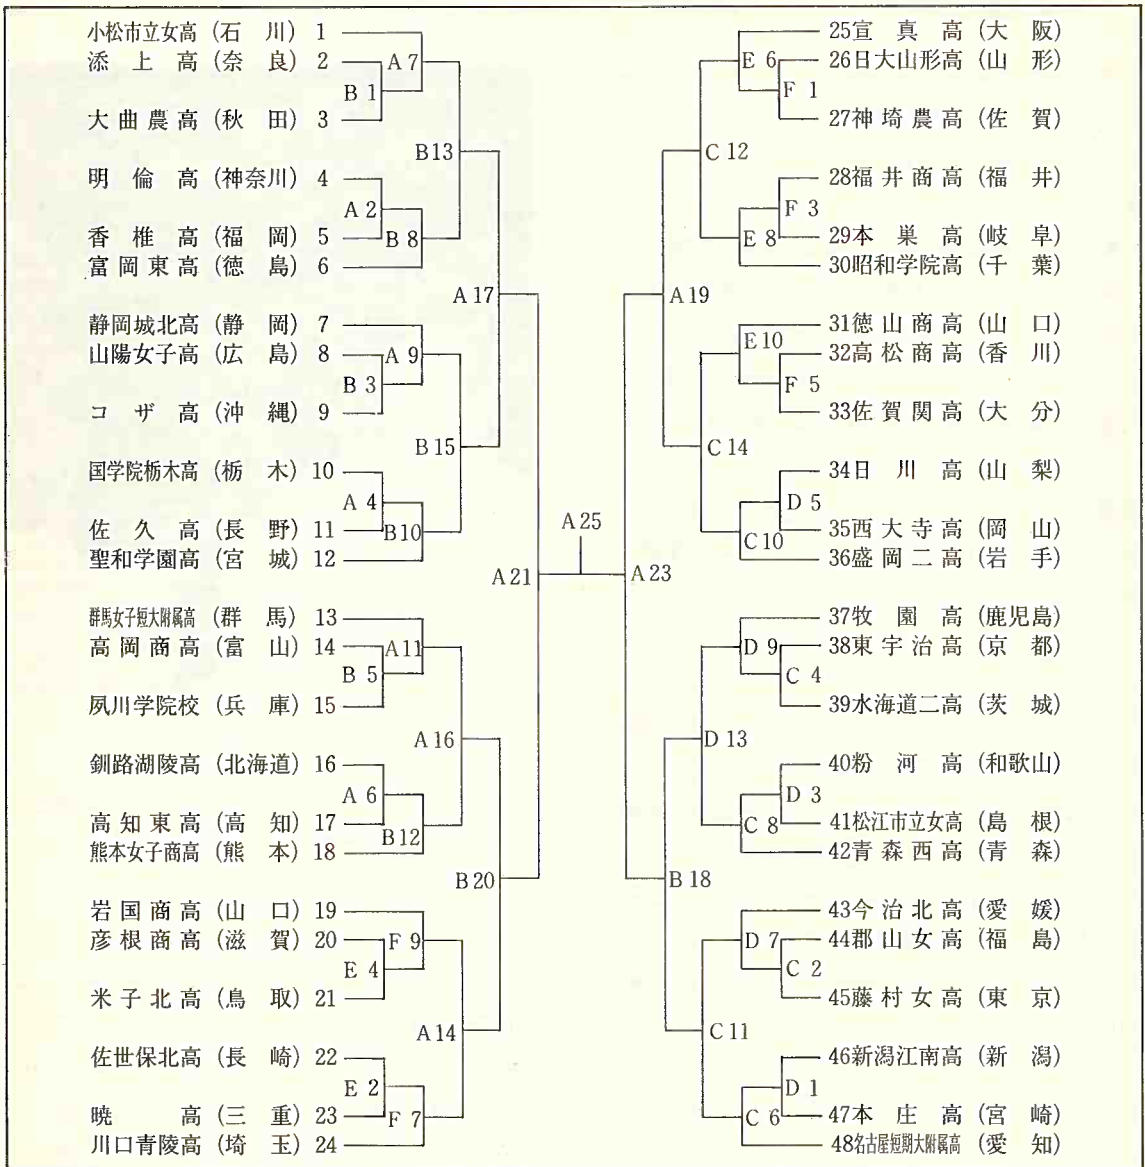 小松市立女高（石川）1
添上高（奈良）2
A 7
B 1
大曲農高（秋田）3
B13
明倫高（神奈川）4
A 2
香椎高（福岡）5
B 8
富岡東高（徳島）6
A 17
静岡城北高（静岡）7
山陽女子高（広島）8
A 9
B 3
コザ高（沖縄）9
B15
国学院栃木高（栃木）10
A 4
佐久高（長野）11
B10
聖和学園高（宮城）12
A 21
群馬女子短大附属高（群馬）13
高岡商高（富山）14
A11
B 5
夙川学院校（兵庫）15
A 16
釧路湖陵高（北海道）16
A 6
高知東高（高知）17
B12
熊本女子商高（熊本）18
B 20
岩国商高（山口）19
彦根商高（滋賀）20
F 9
E 4
米子北高（鳥取）21
A14
佐世保北高（長崎）22
E 2
暁高（三重）23
F 7
川口青陵高（埼玉）24
A 25
25宣真高（大阪）
E 6
26日大山形高（山形）
F 1
27神埼農高（佐賀）
C 12
28福井商高（福井）
F 3
E 8
29本巣高（岐阜）
30昭和学院高（千葉）
A 19
31徳山商高（山口）
E10
32高松商高（香川）
F 5
33佐賀関高（大分）
C 14
34日川高（山梨）
D 5
35西大寺高（岡山）
C10
36盛岡二高（岩手）
A 23
37牧園高（鹿児島）
D 9
38東宇治高（京都）
C 4
39水海道二高（茨城）
D 13
40粉河高（和歌山）
D 3
C 8
41松江市立女高（島根）
42青森西高（青森）
B 18
43今治北高（愛媛）
D 7
44郡山女高（福島）
C 2
45藤村女高（東京）
C 11
46新潟江南高（新潟）
D 1
C 6
47本庄高（宮崎）
48名古屋短期大附属高（愛知）